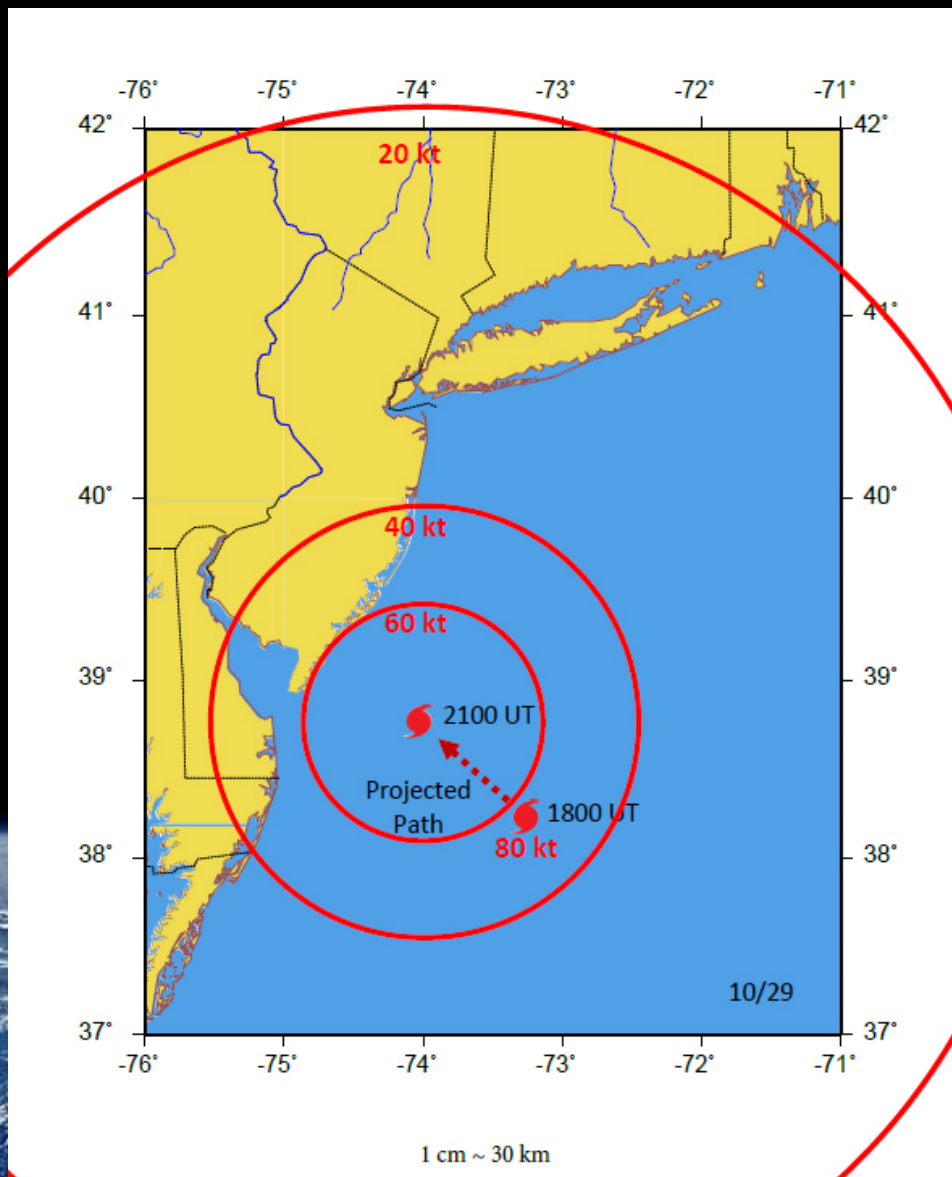 -76° -75° -74° -73° -72° -71°
42° 42°
20 kt
41° 41°
40° 40°
40 kt
60 kt
39° 39°
2100 UT
Projected
Path
1800 UT
80 kt
38° 38°
10/29
37° 37°
-76° -75° -74° -73° -72° -71°
1 cm ~ 30 km